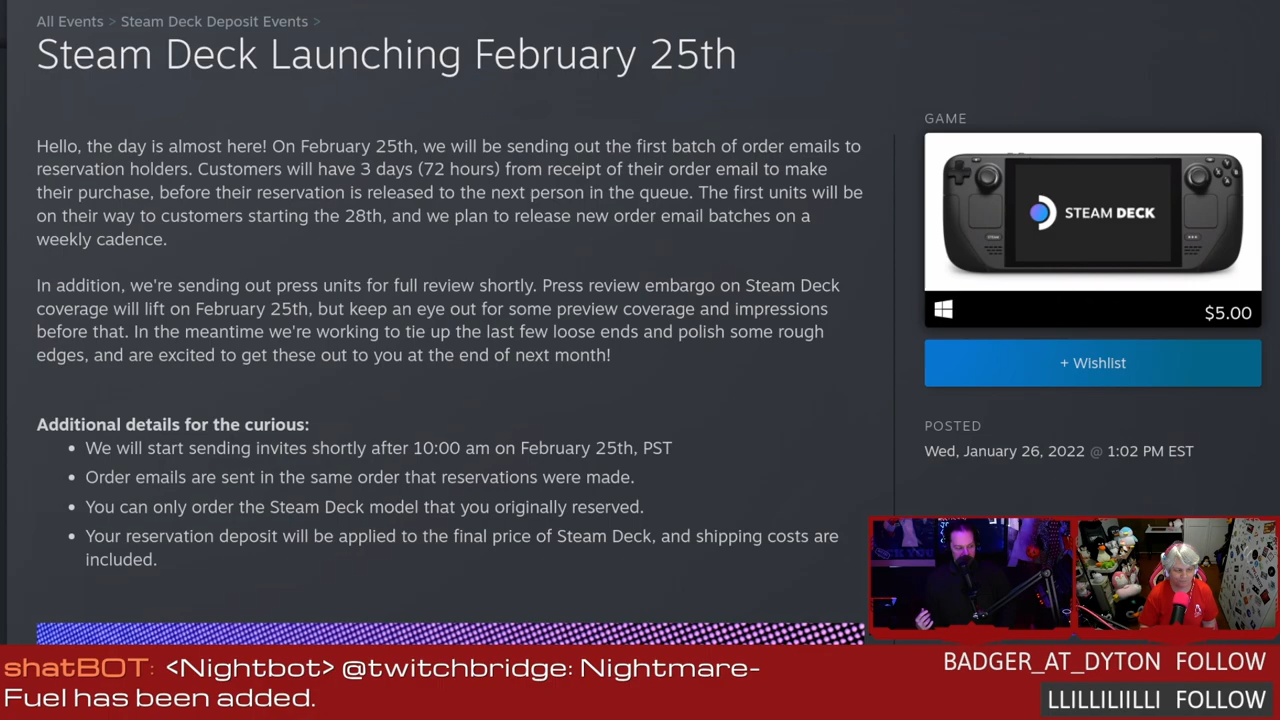 All Events > Steam Deck Deposit Events >
Steam Deck Launching February 25th
Hello, the day is almost here! On February 25th, we will be sending out the first batch of order emails to
reservation holders. Customers will have 3 days (72 hours) from receipt of their order email to make
their purchase, before their reservation is released to the next person in the queue. The first units will be
on their way to customers starting the 28th, and we plan to release new order email batches on a
weekly cadence.
In addition, we're sending out press units for full review shortly. Press review embargo on Steam Deck
coverage will lift on February 25th, but keep an eye out for some preview coverage and impressions
before that. In the meantime we're working to tie up the last few loose ends and polish some rough
edges, and are excited to get these out to you at the end of next month!
Additional details for the curious:
• We will start sending invites shortly after 10:00 am on February 25th, PST
• Order emails are sent in the same order that reservations were made.
• You can only order the Steam Deck model that you originally reserved.
• Your reservation deposit will be applied to the final price of Steam Deck, and shipping costs are
included.
GAME
STEAM DECK
$5.00
+ Wishlist
POSTED
Wed, January 26, 2022 @ 1:02 PM EST
shatBOT: <Nightbot> @twitchbridge: Nightmare-
Fuel has been added.
BADGER_AT_DYTON FOLLOW
LLILLILIILLI FOLLOW